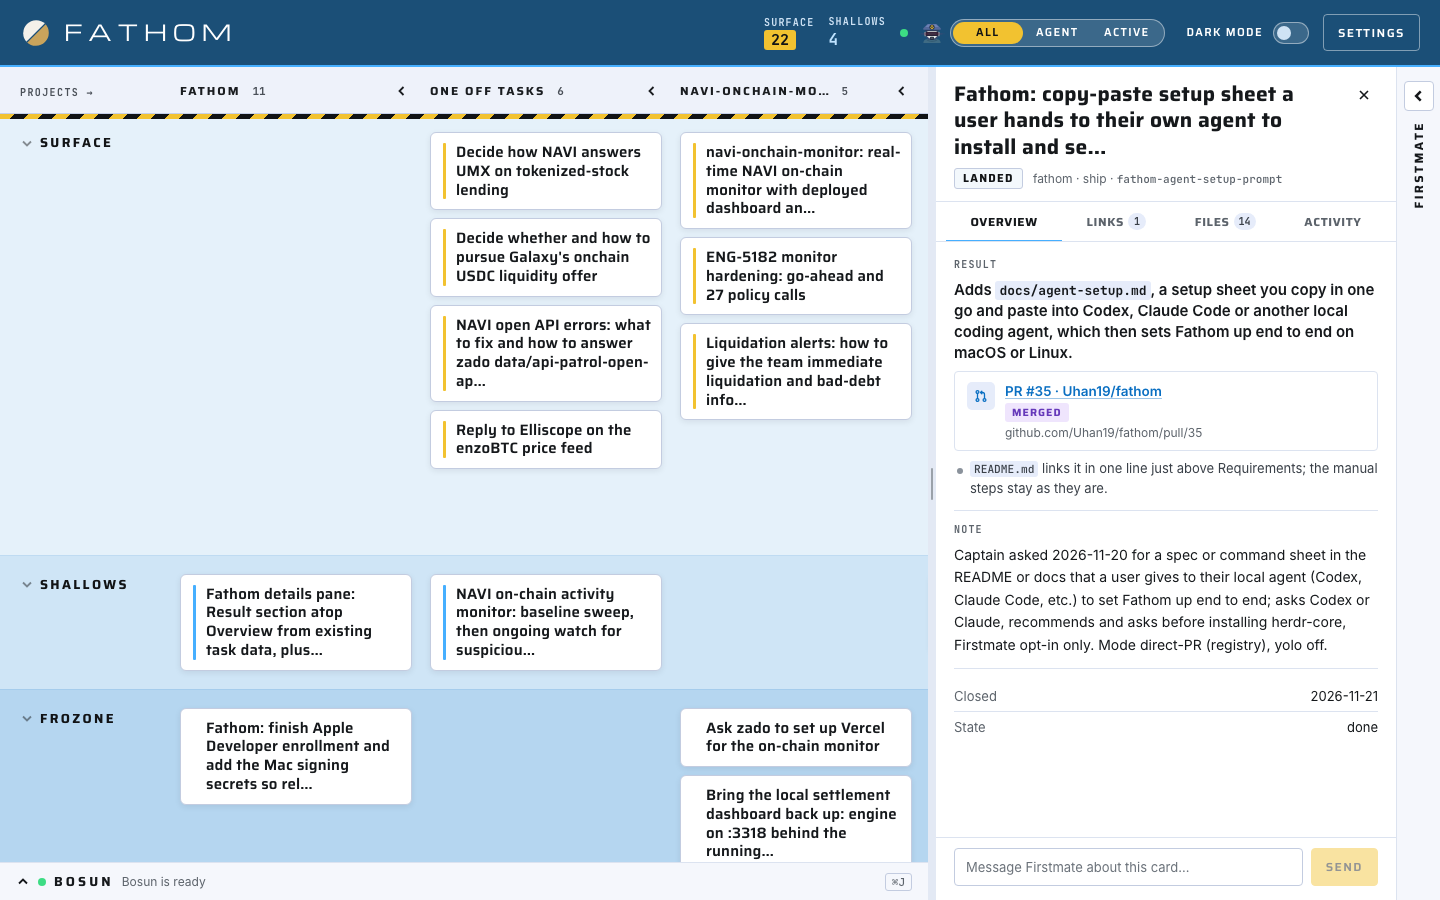 FATHOM
SURFACE
22
SHALLOWS
4
ALL
AGENT
ACTIVE
DARK MODE
SETTINGS
PROJECTS →
FATHOM 11
ONE OFF TASKS 6
NAVI-ONCHAIN-MO... 5
SURFACE
Decide how NAVI answers
UMX on tokenized-stock
lending
Decide whether and how to
pursue Galaxy's onchain
USDC liquidity offer
NAVI open API errors: what
to fix and how to answer
zado data/api-patrol-open-
ap...
Reply to Elliscope on the
enzoBTC price feed
navi-onchain-monitor: real-
time NAVI on-chain
monitor with deployed
dashboard an...
ENG-5182 monitor
hardening: go-ahead and
27 policy calls
Liquidation alerts: how to
give the team immediate
liquidation and bad-debt
info...
SHALLOWS
Fathom details pane:
Result section atop
Overview from existing
task data, plus...
NAVI on-chain activity
monitor: baseline sweep,
then ongoing watch for
suspiciou...
FROZONE
Fathom: finish Apple
Developer enrollment and
add the Mac signing
secrets so rel...
Ask zado to set up Vercel
for the on-chain monitor
Bring the local settlement
dashboard back up: engine
on :3318 behind the
running...
BOSUN Bosun is ready
⌘J
Fathom: copy-paste setup sheet a
user hands to their own agent to
install and se...
LANDED fathom · ship · fathom-agent-setup-prompt
OVERVIEW
LINKS 1
FILES 14
ACTIVITY
RESULT
Adds docs/agent-setup.md, a setup sheet you copy in one
go and paste into Codex, Claude Code or another local
coding agent, which then sets Fathom up end to end on
macOS or Linux.
PR #35 · Uhan19/fathom
MERGED
github.com/Uhan19/fathom/pull/35
README.md links it in one line just above Requirements; the manual
steps stay as they are.
NOTE
Captain asked 2026-11-20 for a spec or command sheet in the
README or docs that a user gives to their local agent (Codex,
Claude Code, etc.) to set Fathom up end to end; asks Codex or
Claude, recommends and asks before installing herdr-core,
Firstmate opt-in only. Mode direct-PR (registry), yolo off.
Closed 2026-11-21
State done
Message Firstmate about this card...
SEND
FIRSTMATE